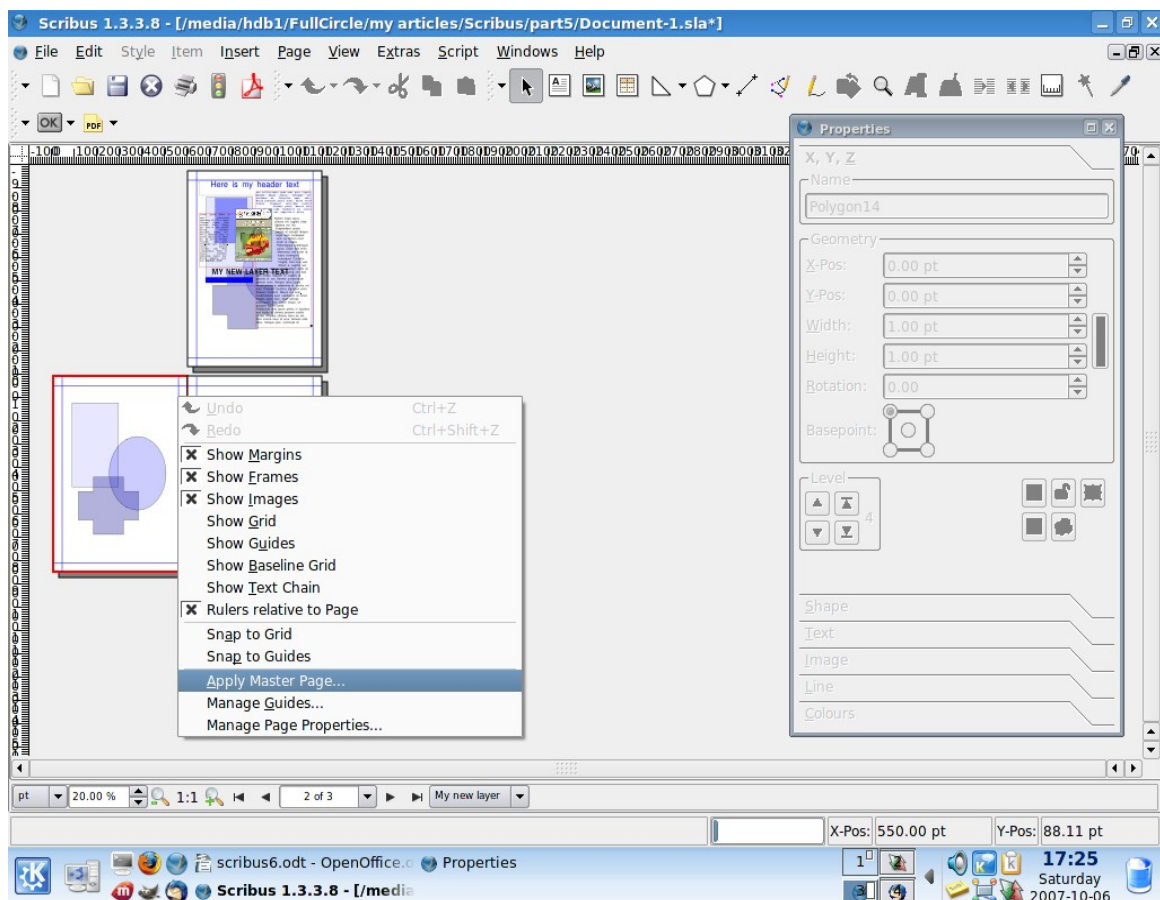 Scribus 1.3.3.8 - [/media/hdb1/FullCircle/my articles/Scribus/part5/Document-1.sla*]
File Edit Style Item Insert Page View Extras Script Windows Help
OK PDF
Properties
X, Y, Z
Name
Polygon14
Geometry
X-Pos: 0.00 pt
Y-Pos: 0.00 pt
Width: 1.00 pt
Height: 1.00 pt
Rotation: 0.00
Basepoint:
Level
4
Shape
Text
Image
Line
Colours
Here is my header text
MY NEW LAYER TEXT
Undo Ctrl+Z
Redo Ctrl+Shift+Z
Show Margins
Show Frames
Show Images
Show Grid
Show Guides
Show Baseline Grid
Show Text Chain
Rulers relative to Page
Snap to Grid
Snap to Guides
Apply Master Page...
Manage Guides...
Manage Page Properties...
pt 20.00 % 1:1 2 of 3 My new layer
X-Pos: 550.00 pt Y-Pos: 88.11 pt
scribus6.odt - OpenOffice.o Properties
Scribus 1.3.3.8 - [/media
1 2 3 4
17:25
Saturday
2007-10-06